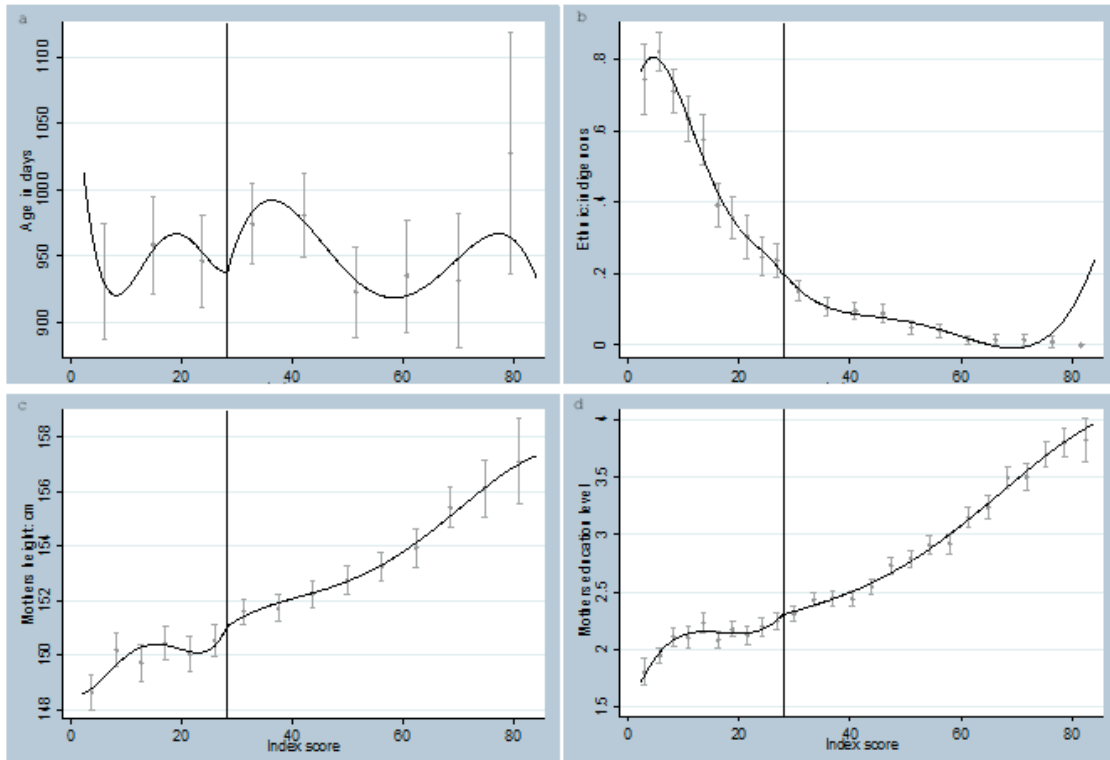 a
Age in days
1100
1050
1000
950
900
0 20 40 60 80
b
Ethnic: indigenous
.8
.6
.4
.2
0
0 20 40 60 80
c
Mothers height: cm
158
156
154
152
150
148
0 20 40 60 80
Index score
d
Mothers education level
4
3.5
3
2.5
2
1.5
0 20 40 60 80
Index score